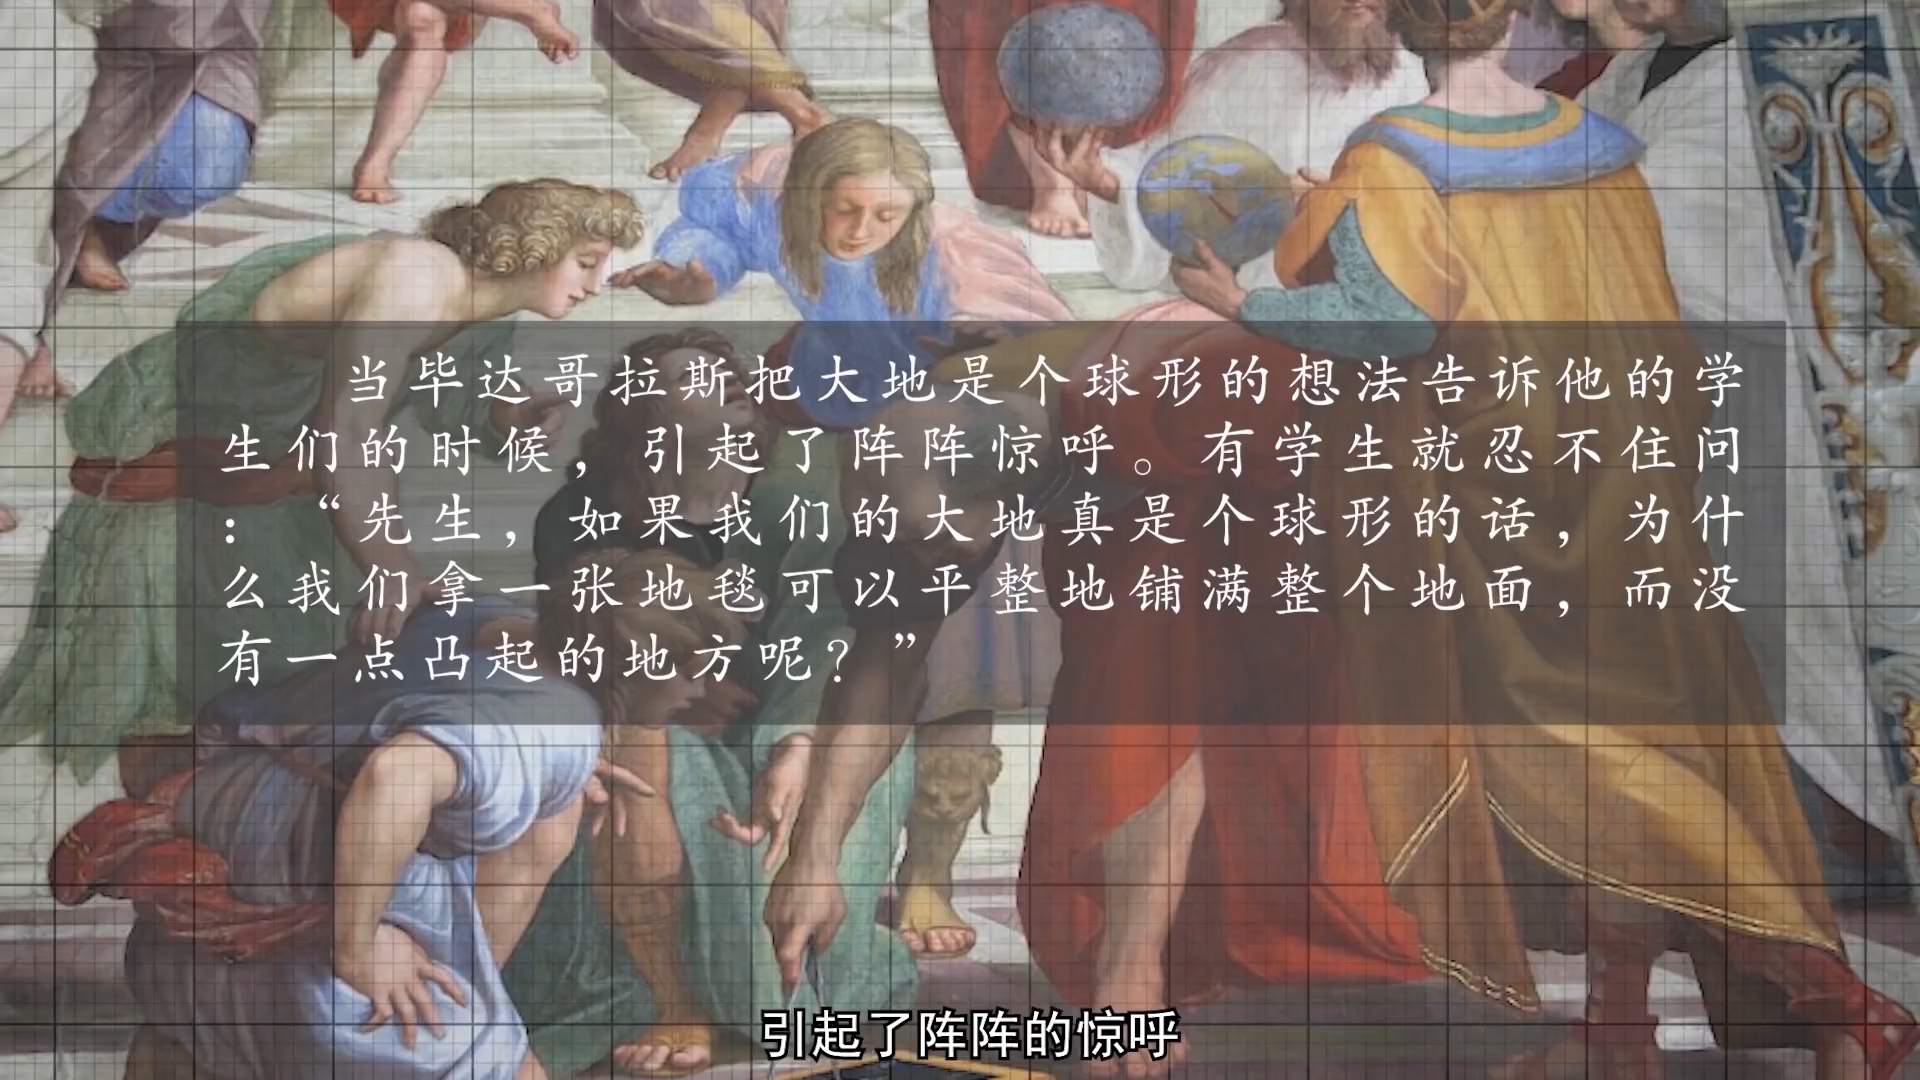 当毕达哥拉斯把大地是个球形的想法告诉他的学
生们的时候，引起了阵阵惊呼。有学生就忍不住问
：“先生，如果我们的大地真是个球形的话，为什
么我们拿一张地毯可以平整地铺满整个地面，而没
有一点凸起的地方呢？”
引起了阵阵的惊呼